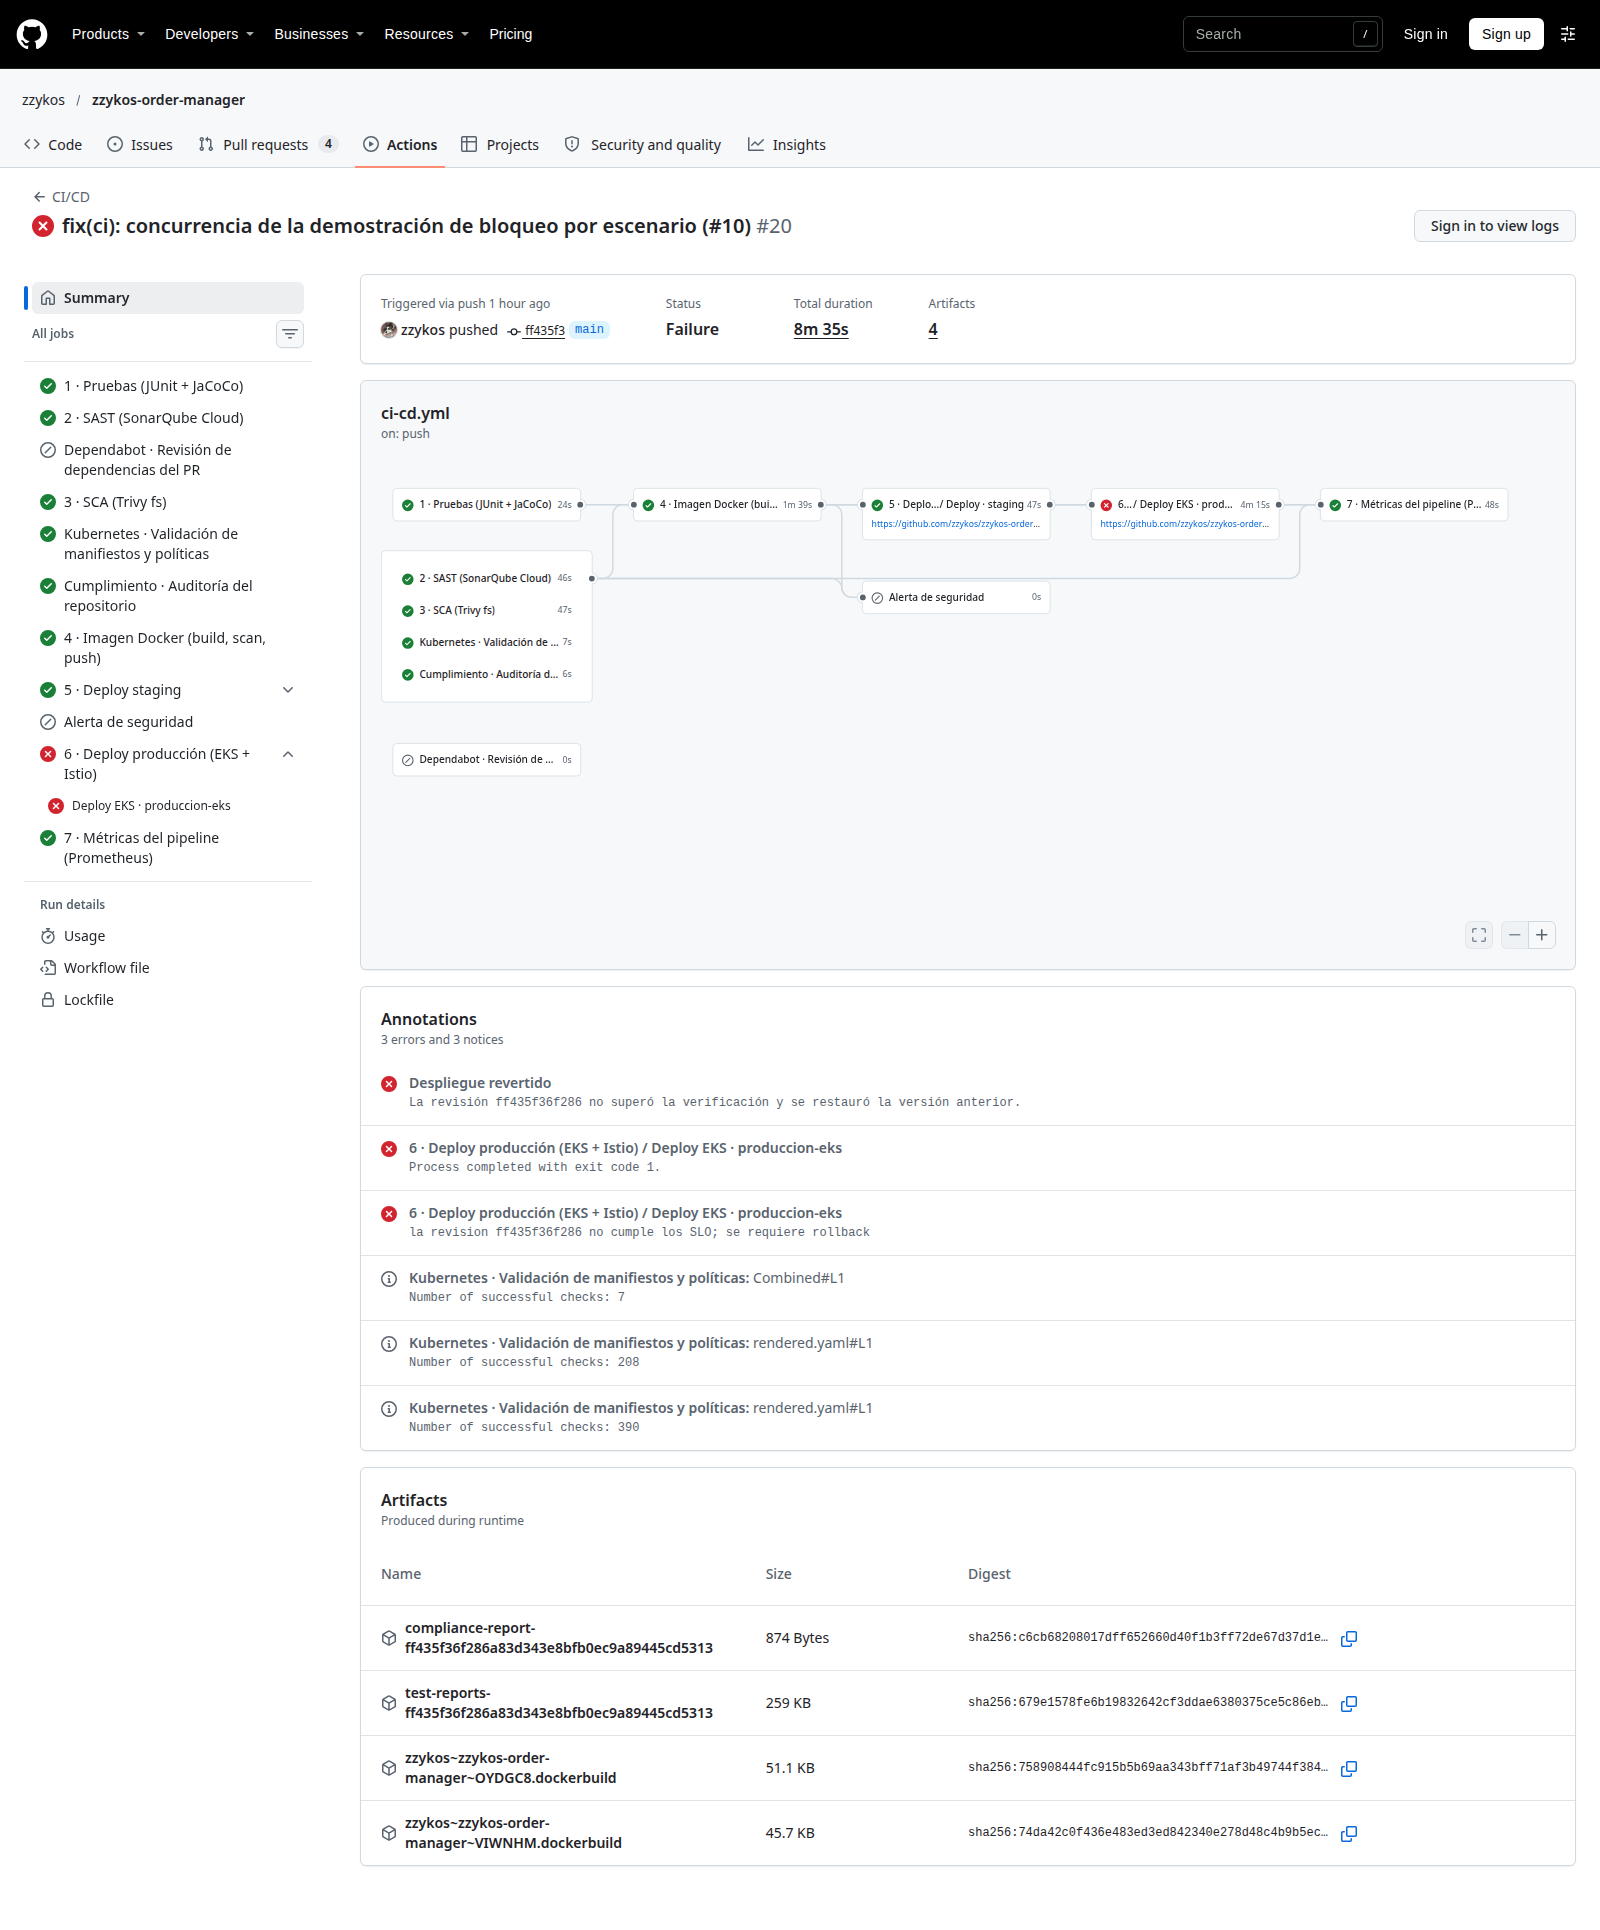 Products
Developers
Businesses
Resources
Pricing
Search
/
Sign in
Sign up
zzykos / zzykos-order-manager
Code
Issues
Pull requests 4
Actions
Projects
Security and quality
Insights
CI/CD
fix(ci): concurrencia de la demostración de bloqueo por escenario (#10) #20
Sign in to view logs
Summary
All jobs
1 · Pruebas (JUnit + JaCoCo)
2 · SAST (SonarQube Cloud)
Dependabot · Revisión de
dependencias del PR
3 · SCA (Trivy fs)
Kubernetes · Validación de
manifiestos y políticas
Cumplimiento · Auditoría del
repositorio
4 · Imagen Docker (build, scan,
push)
5 · Deploy staging
Alerta de seguridad
6 · Deploy producción (EKS +
Istio)
Deploy EKS · produccion-eks
7 · Métricas del pipeline
(Prometheus)
Run details
Usage
Workflow file
Lockfile
Triggered via push 1 hour ago
zzykos pushed ff435f3 main
Status
Failure
Total duration
8m 35s
Artifacts
4
ci-cd.yml
on: push
1 · Pruebas (JUnit + JaCoCo) 24s
4 · Imagen Docker (bui... 1m 39s
5 · Deplo.../ Deploy · staging 47s
https://github.com/zzykos/zzykos-order...
6.../ Deploy EKS · prod... 4m 15s
https://github.com/zzykos/zzykos-order...
7 · Métricas del pipeline (P... 48s
2 · SAST (SonarQube Cloud) 46s
3 · SCA (Trivy fs) 47s
Kubernetes · Validación de ... 7s
Cumplimiento · Auditoría d... 6s
Alerta de seguridad 0s
Dependabot · Revisión de ... 0s
Annotations
3 errors and 3 notices
Despliegue revertido
La revisión ff435f36f286 no superó la verificación y se restauró la versión anterior.
6 · Deploy producción (EKS + Istio) / Deploy EKS · produccion-eks
Process completed with exit code 1.
6 · Deploy producción (EKS + Istio) / Deploy EKS · produccion-eks
la revision ff435f36f286 no cumple los SLO; se requiere rollback
Kubernetes · Validación de manifiestos y políticas: Combined#L1
Number of successful checks: 7
Kubernetes · Validación de manifiestos y políticas: rendered.yaml#L1
Number of successful checks: 208
Kubernetes · Validación de manifiestos y políticas: rendered.yaml#L1
Number of successful checks: 390
Artifacts
Produced during runtime
Name Size Digest
compliance-report-
ff435f36f286a83d343e8bfb0ec9a89445cd5313
874 Bytes
sha256:c6cb68208017dff652660d40f1b3ff72de67d37d1e…
test-reports-
ff435f36f286a83d343e8bfb0ec9a89445cd5313
259 KB
sha256:679e1578fe6b19832642cf3ddae6380375ce5c86eb…
zzykos~zzykos-order-
manager~OYDGC8.dockerbuild
51.1 KB
sha256:758908444fc915b5b69aa343bff71af3b49744f384…
zzykos~zzykos-order-
manager~VIWNHM.dockerbuild
45.7 KB
sha256:74da42c0f436e483ed3ed842340e278d48c4b9b5ec…